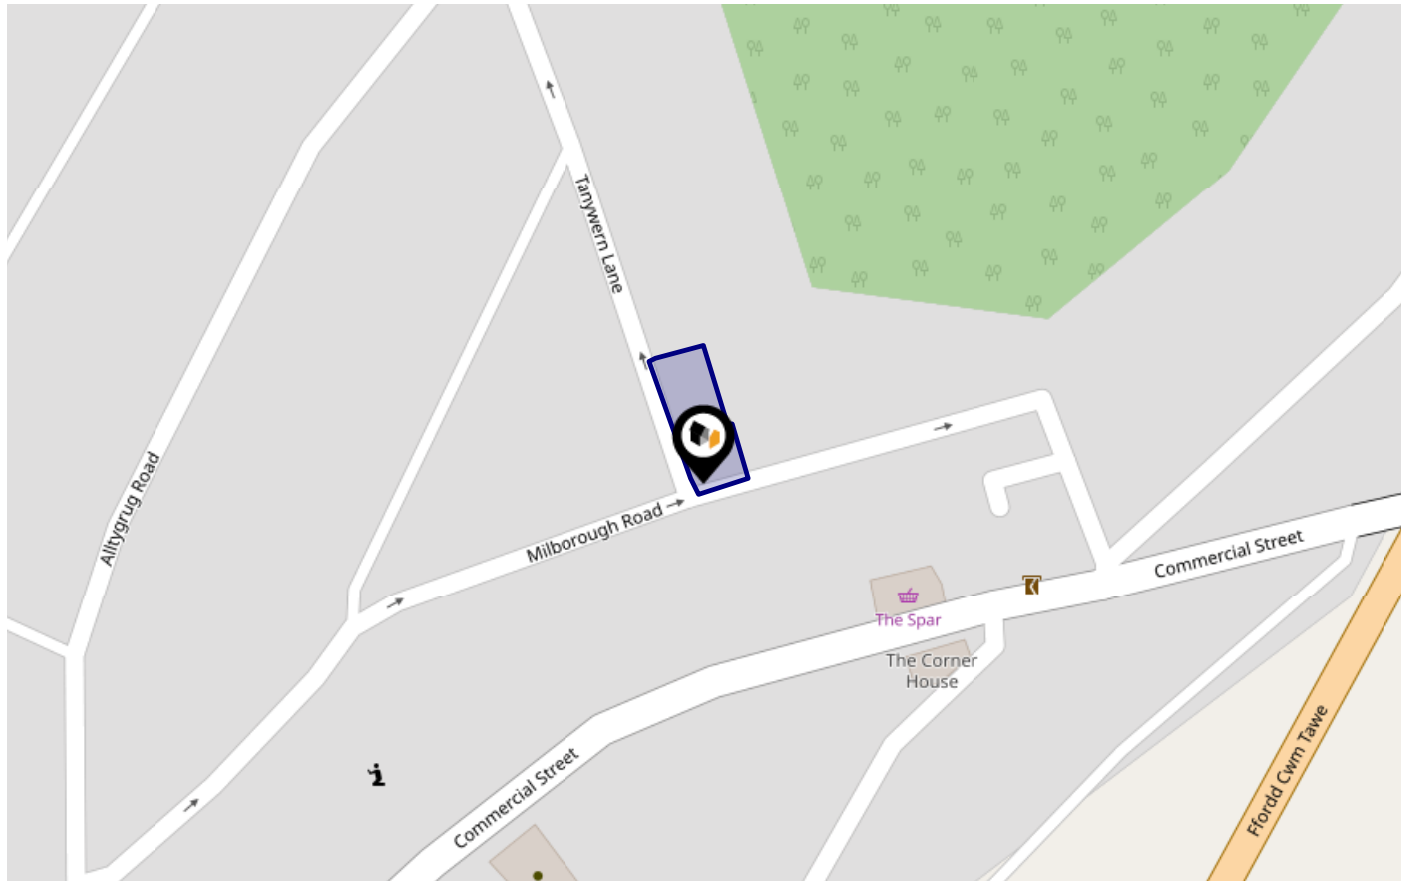 Tanywern Lane
Alltygrug Road
Milborough Road
Commercial Street
The Spar
The Corner
House
Commercial Street
Ffordd Cwm Tawe